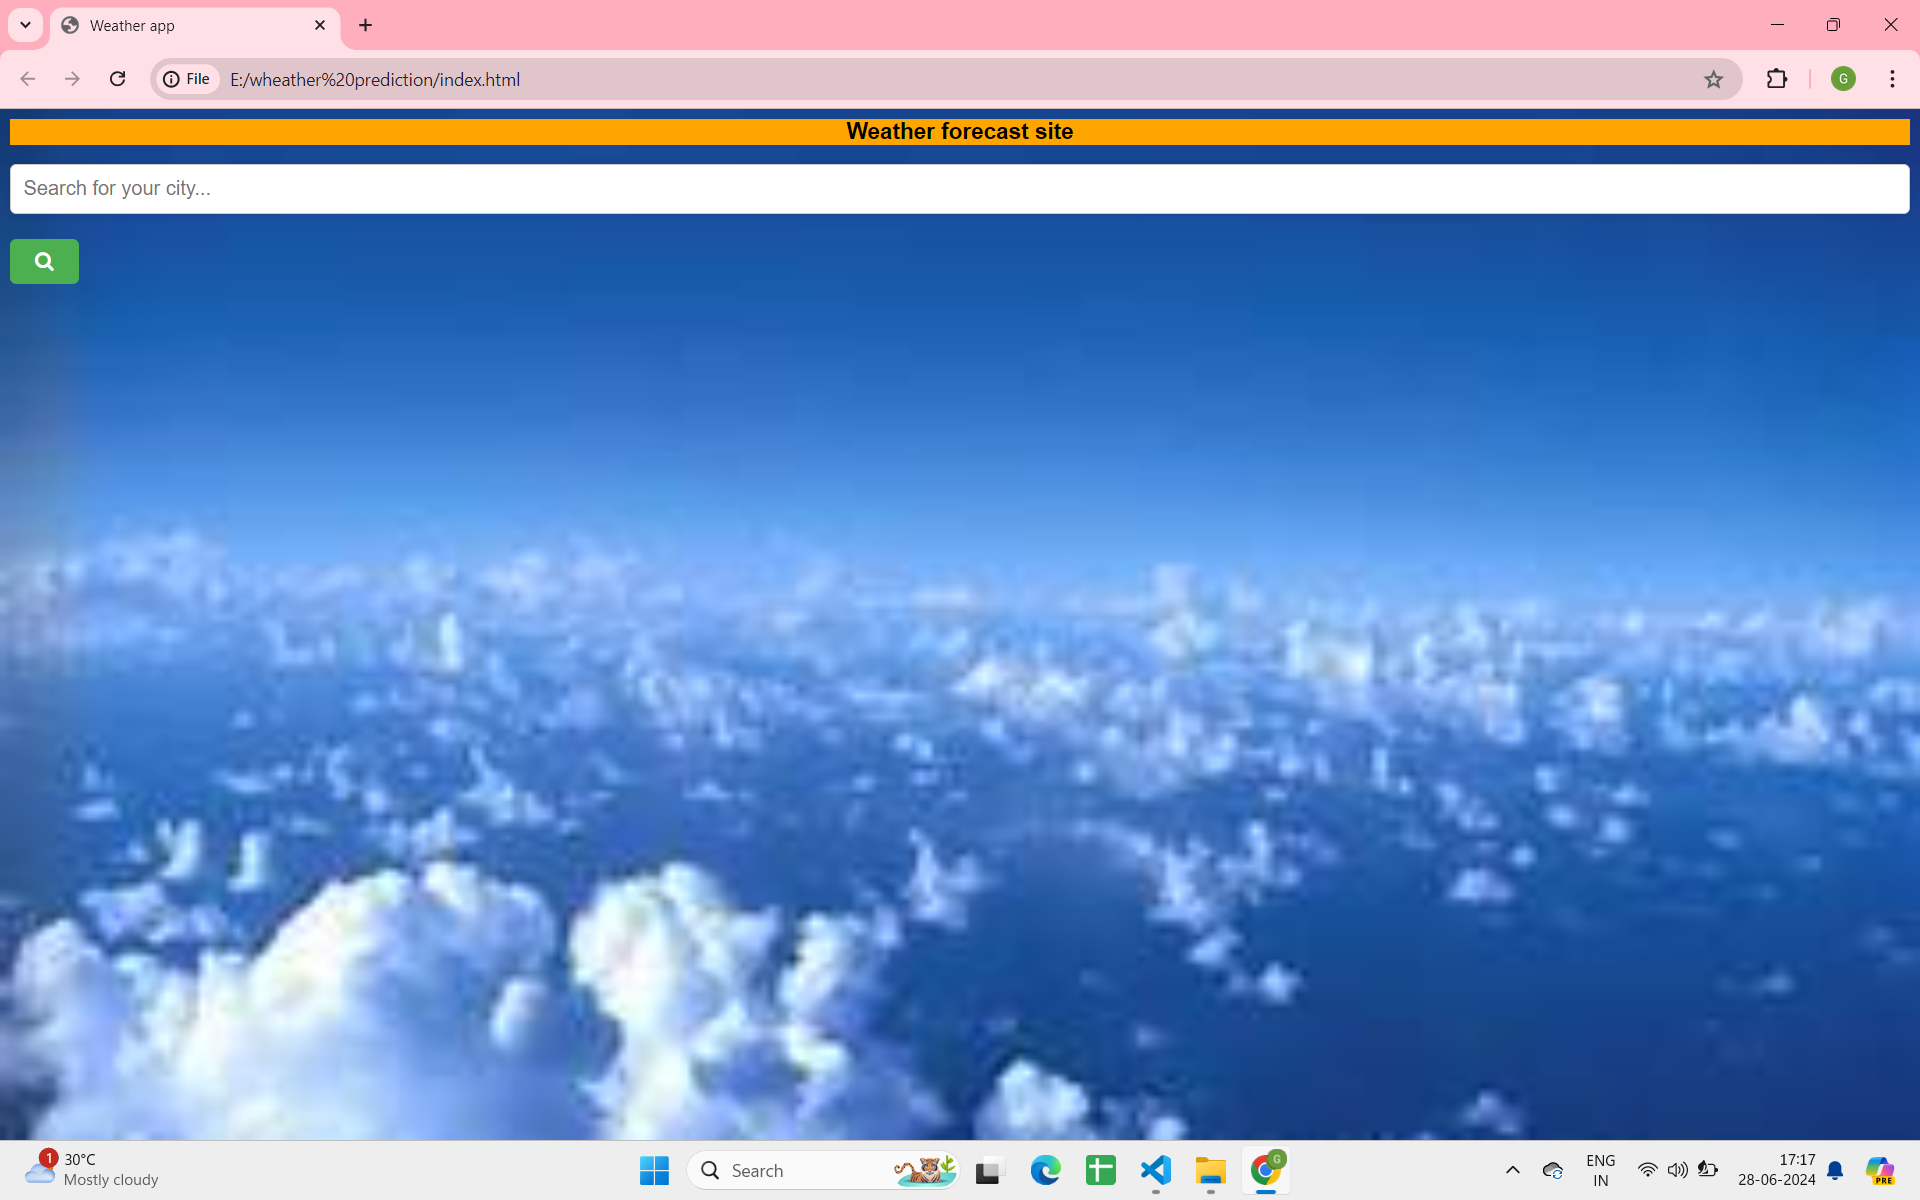 Weather app
File
E:/wheather%20prediction/index.html
G
Weather forecast site
Search for your city...
1
30°C
Mostly cloudy
Search
G
ENG
IN
17:17
28-06-2024
PRE